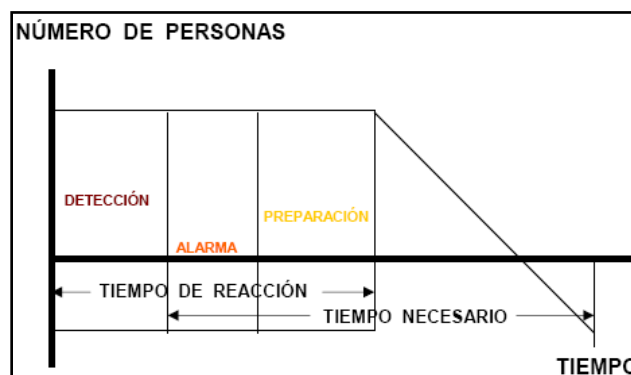 NÚMERO DE PERSONAS
DETECCIÓN
PREPARACIÓN
ALARMA
TIEMPO DE REACCIÓN
TIEMPO NECESARIO
TIEMPO